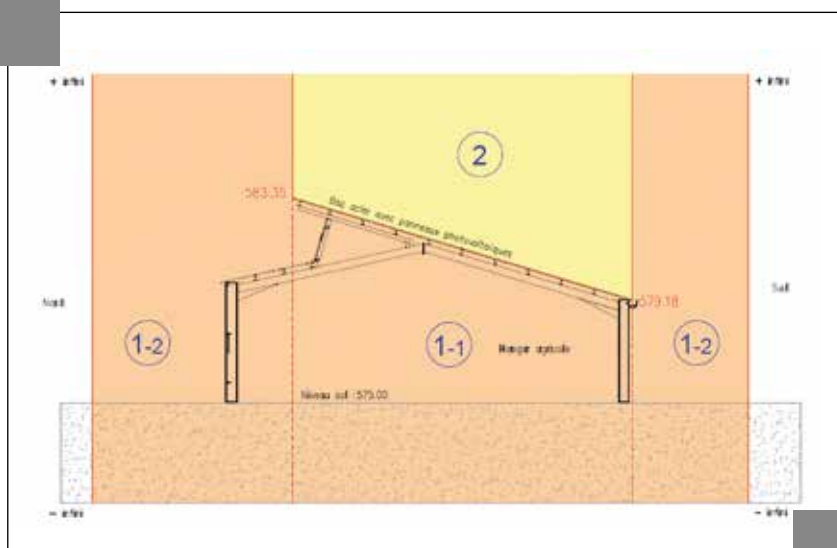 + infini
+ infini
2
583.35
Bac acier avec panneaux photovoltaïques
Nord
Sud
579.18
1-2
1-1
Hangar agricole
1-2
Niveau sol : 575.00
- infini
- infini